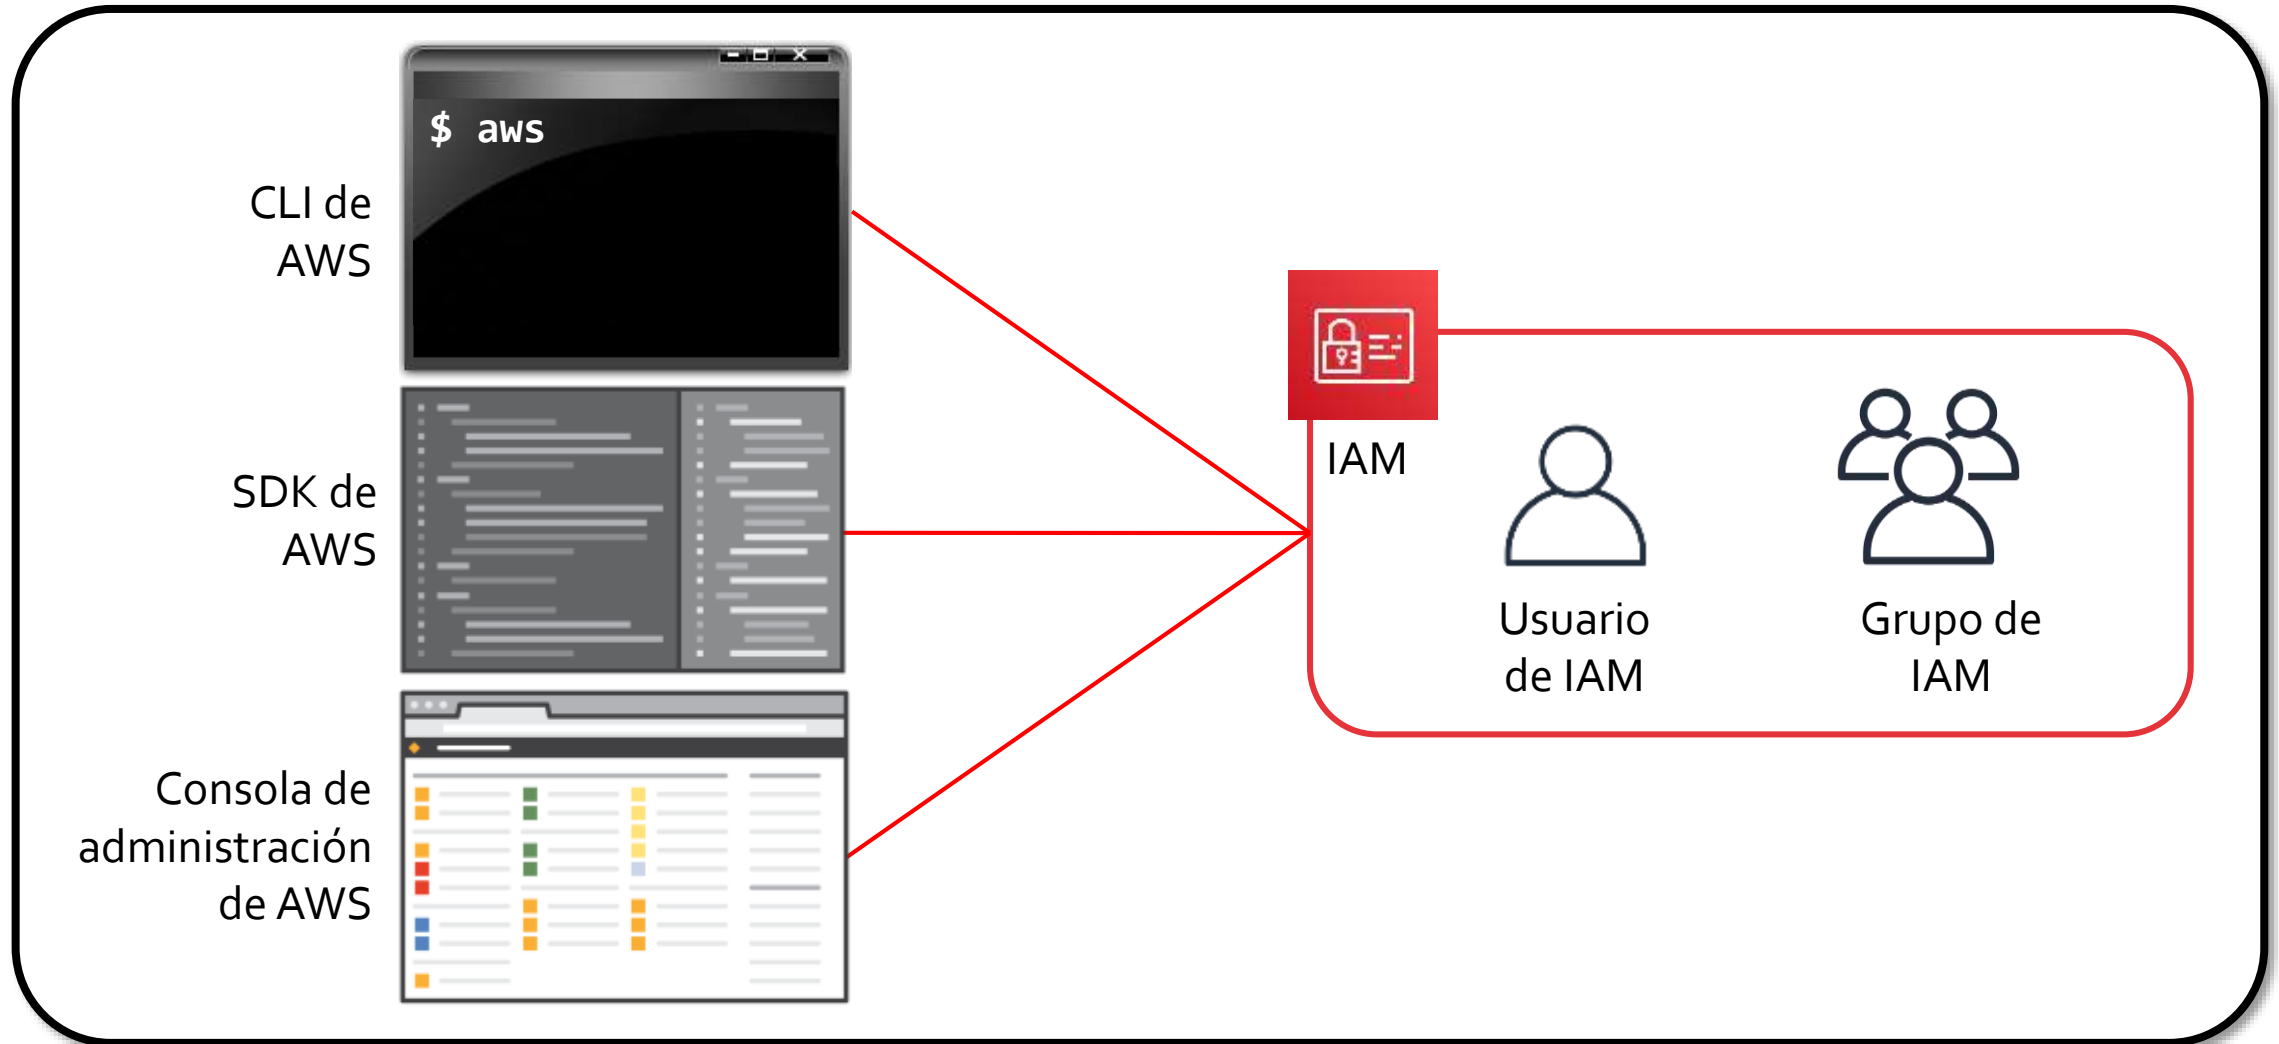 $ aws
CLI de
AWS
SDK de
AWS
Consola de
administración
de AWS
IAM
Usuario
de IAM
Grupo de
IAM